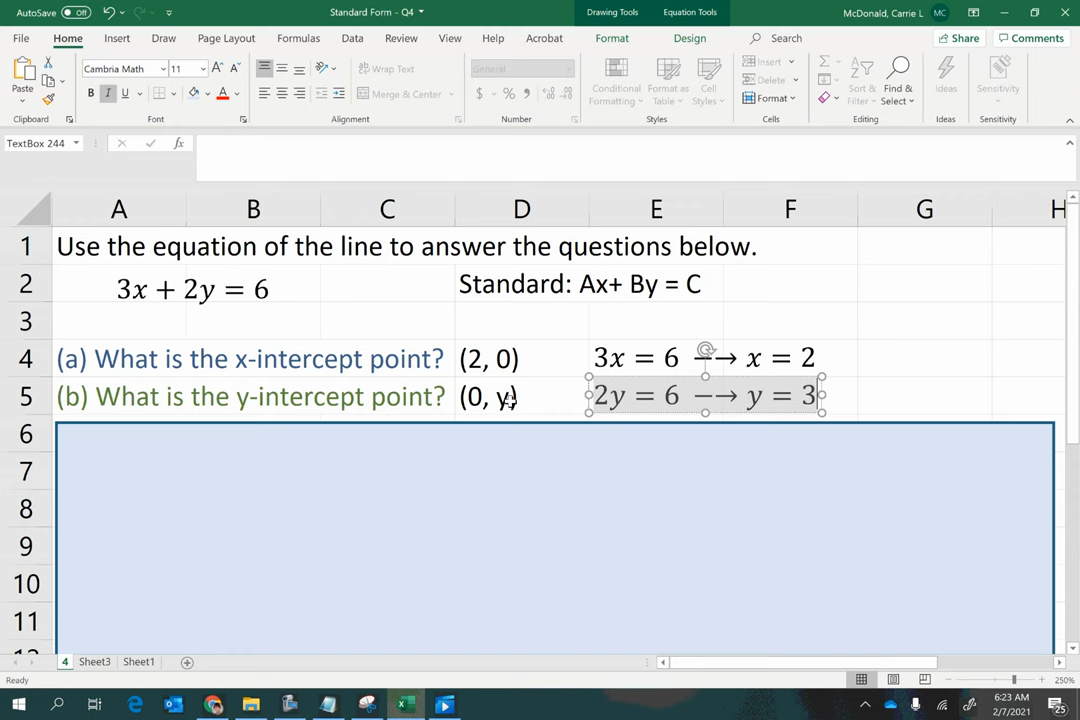 AutoSave Off Standard Form - Q4 Drawing Tools Equation Tools McDonald, Carrie L MC
File Home Insert Draw Page Layout Formulas Data Review View Help Acrobat Format Design Search Share Comments
Paste Cambria Math 11 A A Wrap Text General Conditional Formatting Format as Table Cell Styles Insert Delete Format Sort & Filter Find & Select Ideas Sensitivity
B I U A Merge & Center $ % ,
Clipboard Font Alignment Number Styles Cells Editing Ideas Sensitivity
TextBox 244 fx
A B C D E F G H
1 Use the equation of the line to answer the questions below.
2 3x + 2y = 6 Standard: Ax+ By = C
3
4 (a) What is the x-intercept point? (2, 0) 3x = 6 −→ x = 2
5 (b) What is the y-intercept point? (0, y) 2y = 6 −→ y = 3
6
7
8
9
10
11
4 Sheet3 Sheet1
Ready 250%
6:23 AM
2/7/2021
25